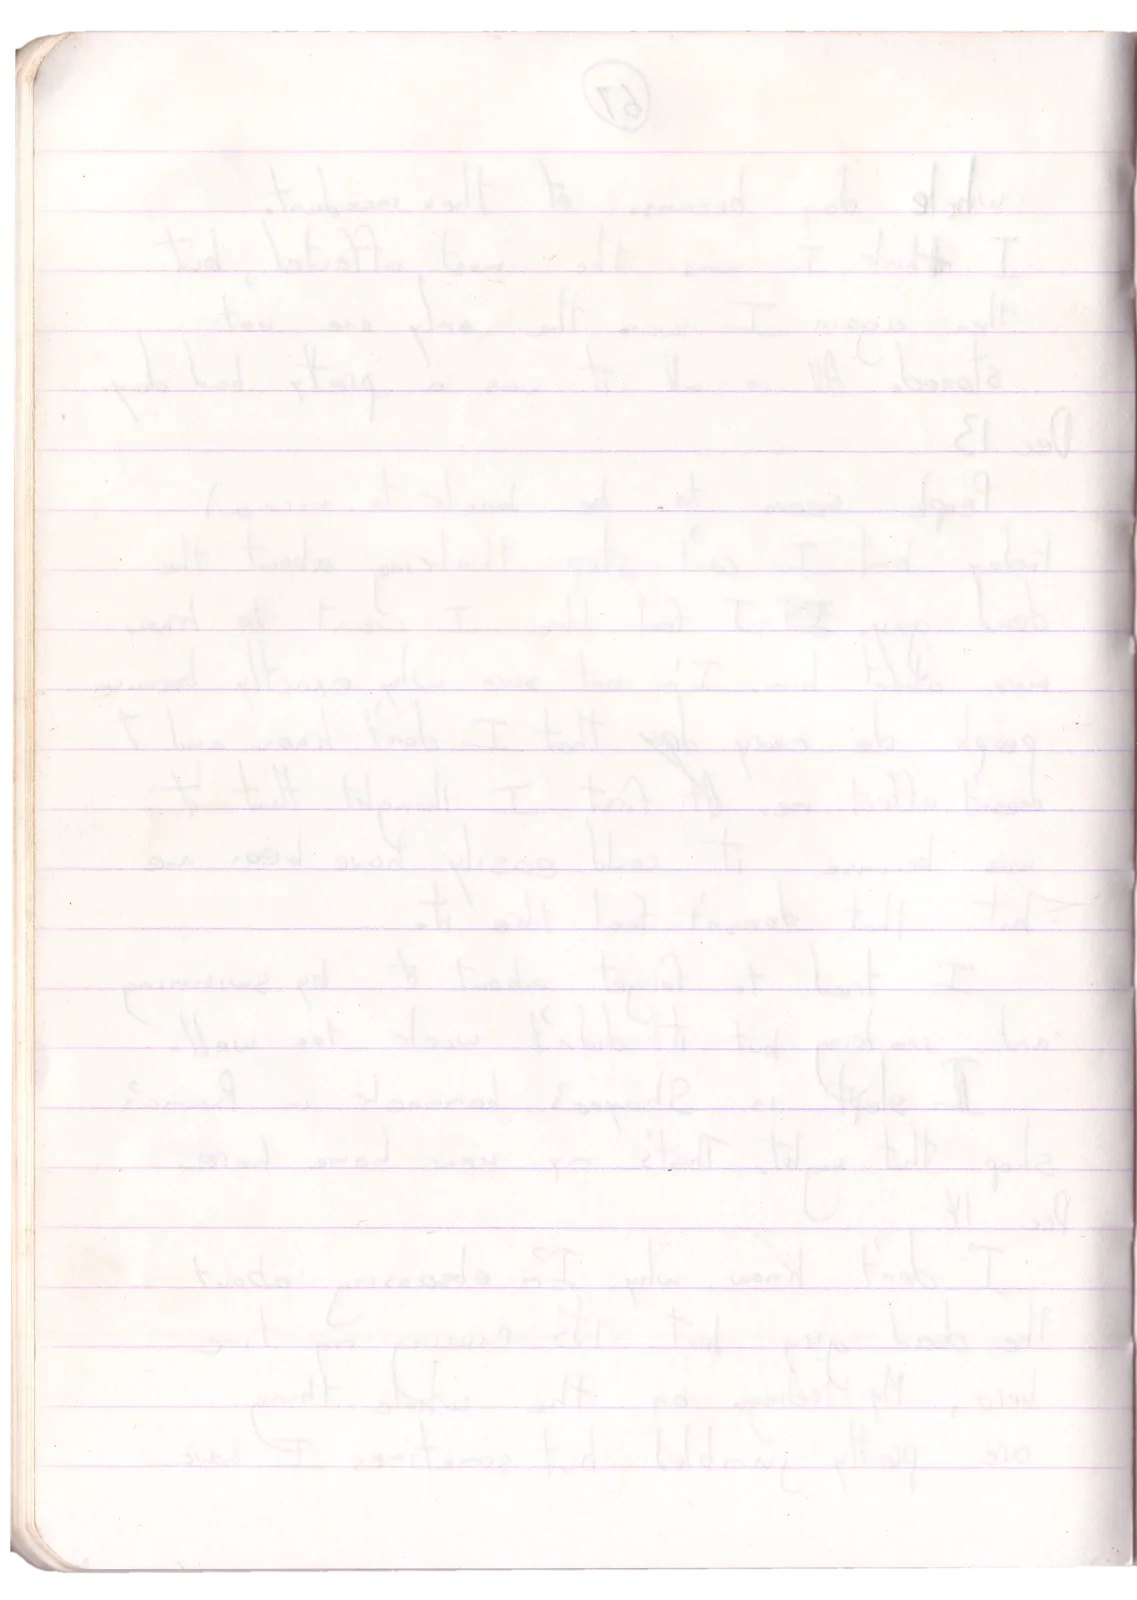 67
whole day because of the incident.
I think I was the most affected, but
then again I was the only one not
stoned. All in all it was a pretty bad day
Dec 13
People seem to be back to normal
today but I can't stop thinking about the
dead guy. I feel like I want to know
more about him. I'm not sure why exactly because
people die every day that I don't know and I
doesn't affect me. At first I thought that it
was because it could easily have been me
but that doesn't feel like it.
I tried to forget about it by swimming
and smoking but it didn't work too well.
I slept in Shaque's hammock in Rome's
shop that night. That's my new home here.
Dec 14
I don't know why I'm obsessing about
the dead guy but it's ruining my time
here. My feelings on the whole thing
are pretty jumbled but sometimes I have